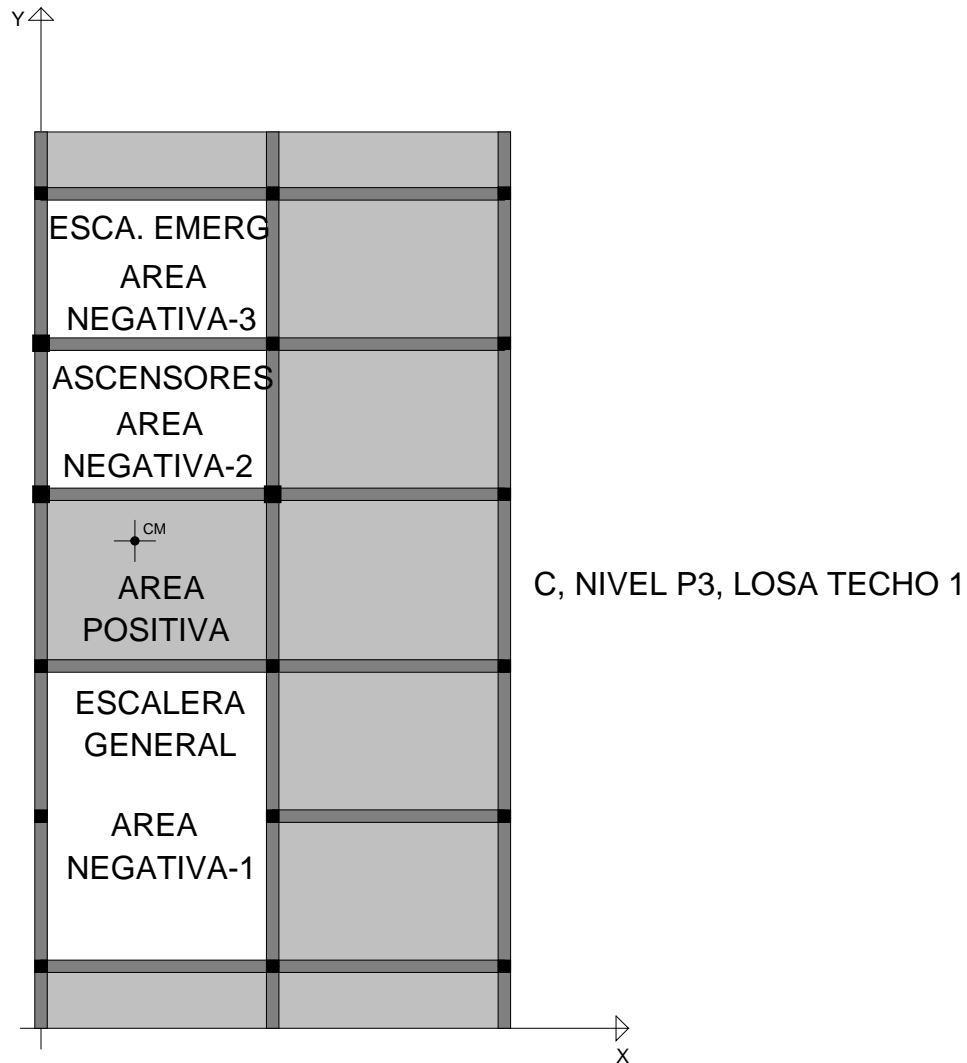 Y
ESCA. EMERG
AREA
NEGATIVA-3
ASCENSORES
AREA
NEGATIVA-2
CM
AREA
POSITIVA
C, NIVEL P3, LOSA TECHO 1
ESCALERA
GENERAL
AREA
NEGATIVA-1
X